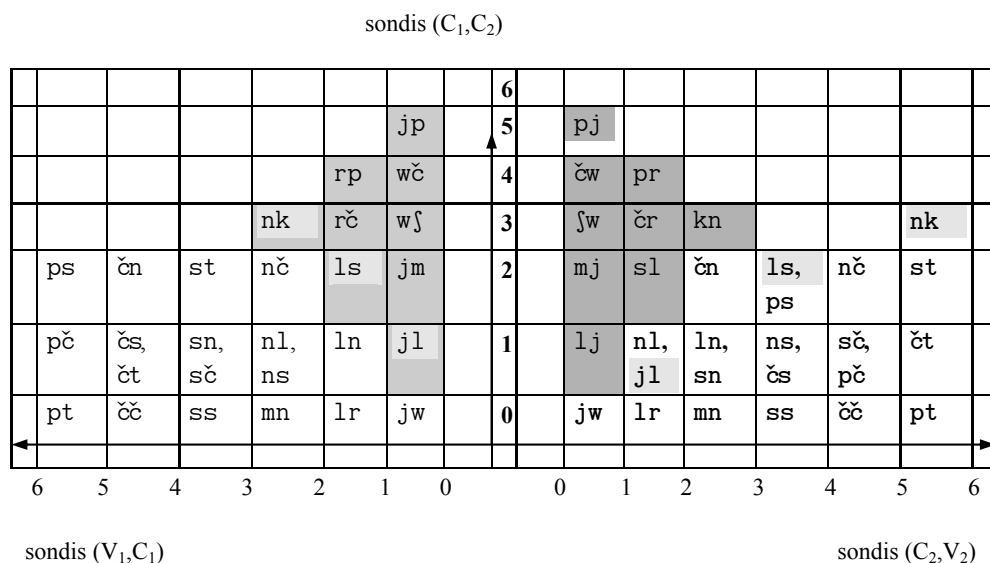 sondis (C₁,C₂)
6
jp 5 pj
rp wč 4 čw pr
nk rč wʃ 3 ʃw čr kn nk
ps čn st nč ls jm 2 mj sl čn ls, nč st
ps
pč čs, sn, nl, ln jl 1 lj nl, ln, ns, sč, čt
čt sč ns jl sn čs pč
pt čč ss mn lr jw 0 jw lr mn ss čč pt
6 5 4 3 2 1 0 0 1 2 3 4 5 6
sondis (V₁,C₁) sondis (C₂,V₂)